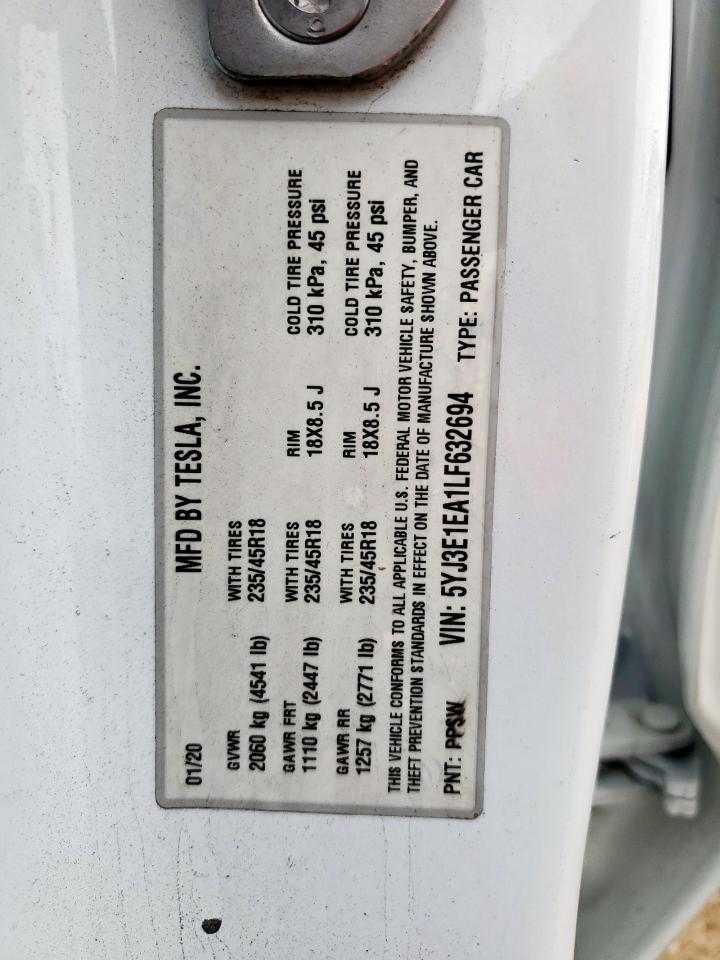 01/20 MFD BY TESLA, INC.
GVWR WITH TIRES
2060 kg (4541 lb) 235/45R18
GAWR FRT WITH TIRES RIM COLD TIRE PRESSURE
1110 kg (2447 lb) 235/45R18 18X8.5 J 310 kPa, 45 psi
GAWR RR WITH TIRES RIM COLD TIRE PRESSURE
1257 kg (2771 lb) 235/45R18 18X8.5 J 310 kPa, 45 psi
THIS VEHICLE CONFORMS TO ALL APPLICABLE U.S. FEDERAL MOTOR VEHICLE SAFETY, BUMPER, AND
THEFT PREVENTION STANDARDS IN EFFECT ON THE DATE OF MANUFACTURE SHOWN ABOVE.
PNT: PPSW VIN: 5YJ3E1EA1LF632694 TYPE: PASSENGER CAR